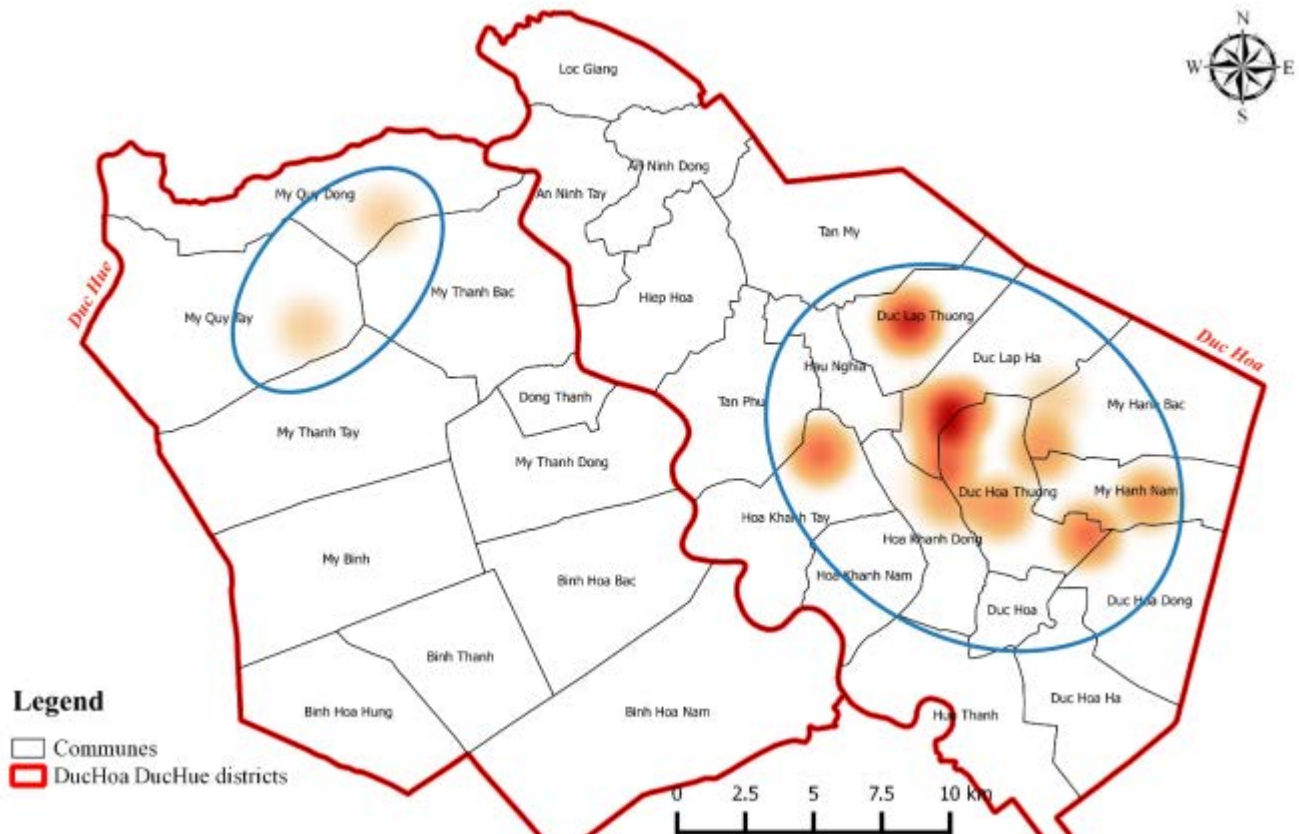 N
W E
S
Loc Giang
An Ninh Dong
My Quy Dong
An Ninh Tay
Tan My
Duc Hue
My Thanh Bac
Hiep Hoa
My Quy Tay
Duc Lap Thuong
Duc Hoa
Duc Lap Ha
Hau Nghia
Dong Thanh
Tan Phu
My Hanh Bac
My Thanh Tay
My Thanh Dong
Duc Hoa Thuong
My Hanh Nam
Hoa Khanh Tay
Hoa Khanh Dong
My Binh
Binh Hoa Bac
Hoa Khanh Nam
Duc Hoa
Duc Hoa Dong
Binh Thanh
Duc Hoa Ha
Binh Hoa Hung
Binh Hoa Nam
Huu Thanh
Legend
Communes
DucHoa DucHue districts
0 2.5 5 7.5 10 km